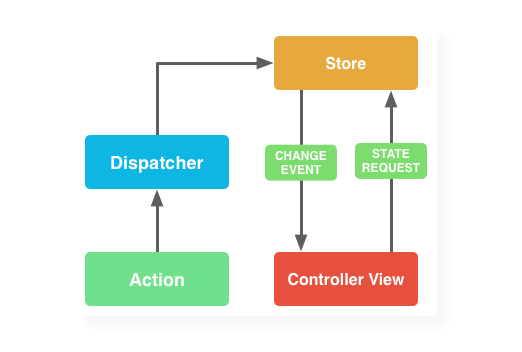 Store
Dispatcher
CHANGE
EVENT
STATE
REQUEST
Action
Controller View